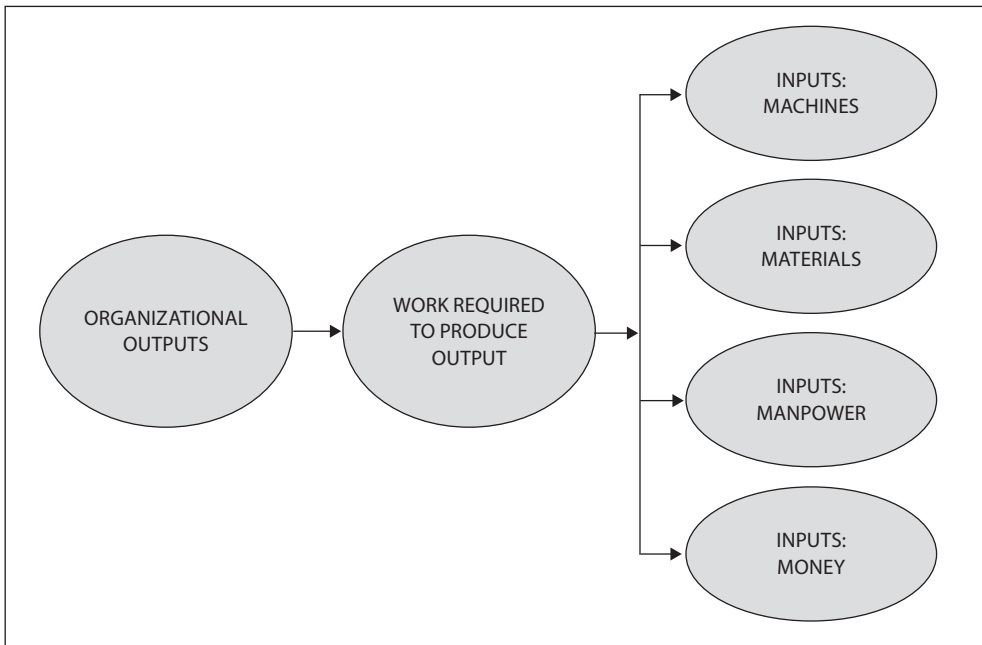 ORGANIZATIONAL
OUTPUTS
WORK REQUIRED
TO PRODUCE
OUTPUT
INPUTS:
MACHINES
INPUTS:
MATERIALS
INPUTS:
MANPOWER
INPUTS:
MONEY